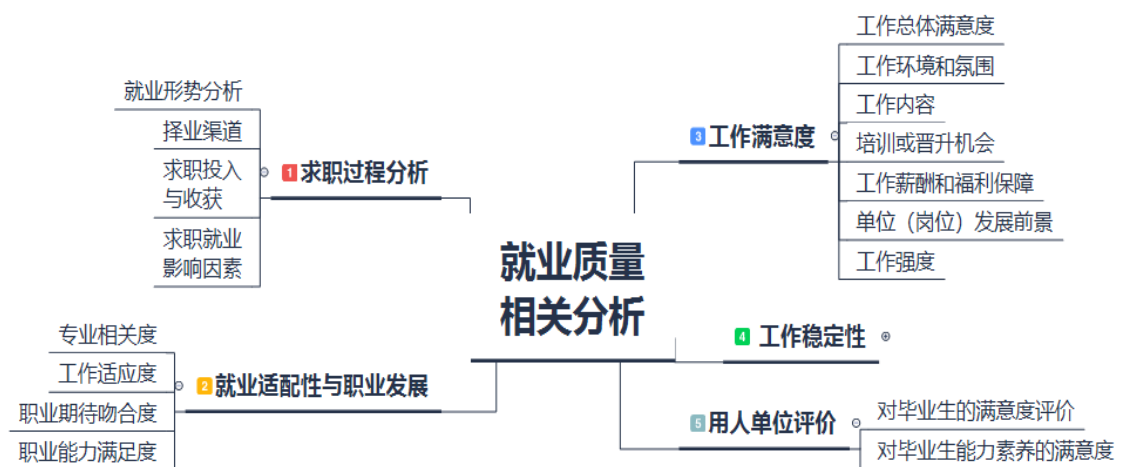 就业质量
相关分析
1 求职过程分析
就业形势分析
择业渠道
求职投入
与收获
求职就业
影响因素
2 就业适配性与职业发展
专业相关度
工作适应度
职业期待吻合度
职业能力满足度
3 工作满意度
工作总体满意度
工作环境和氛围
工作内容
培训或晋升机会
工作薪酬和福利保障
单位（岗位）发展前景
工作强度
4 工作稳定性
5 用人单位评价
对毕业生的满意度评价
对毕业生能力素养的满意度